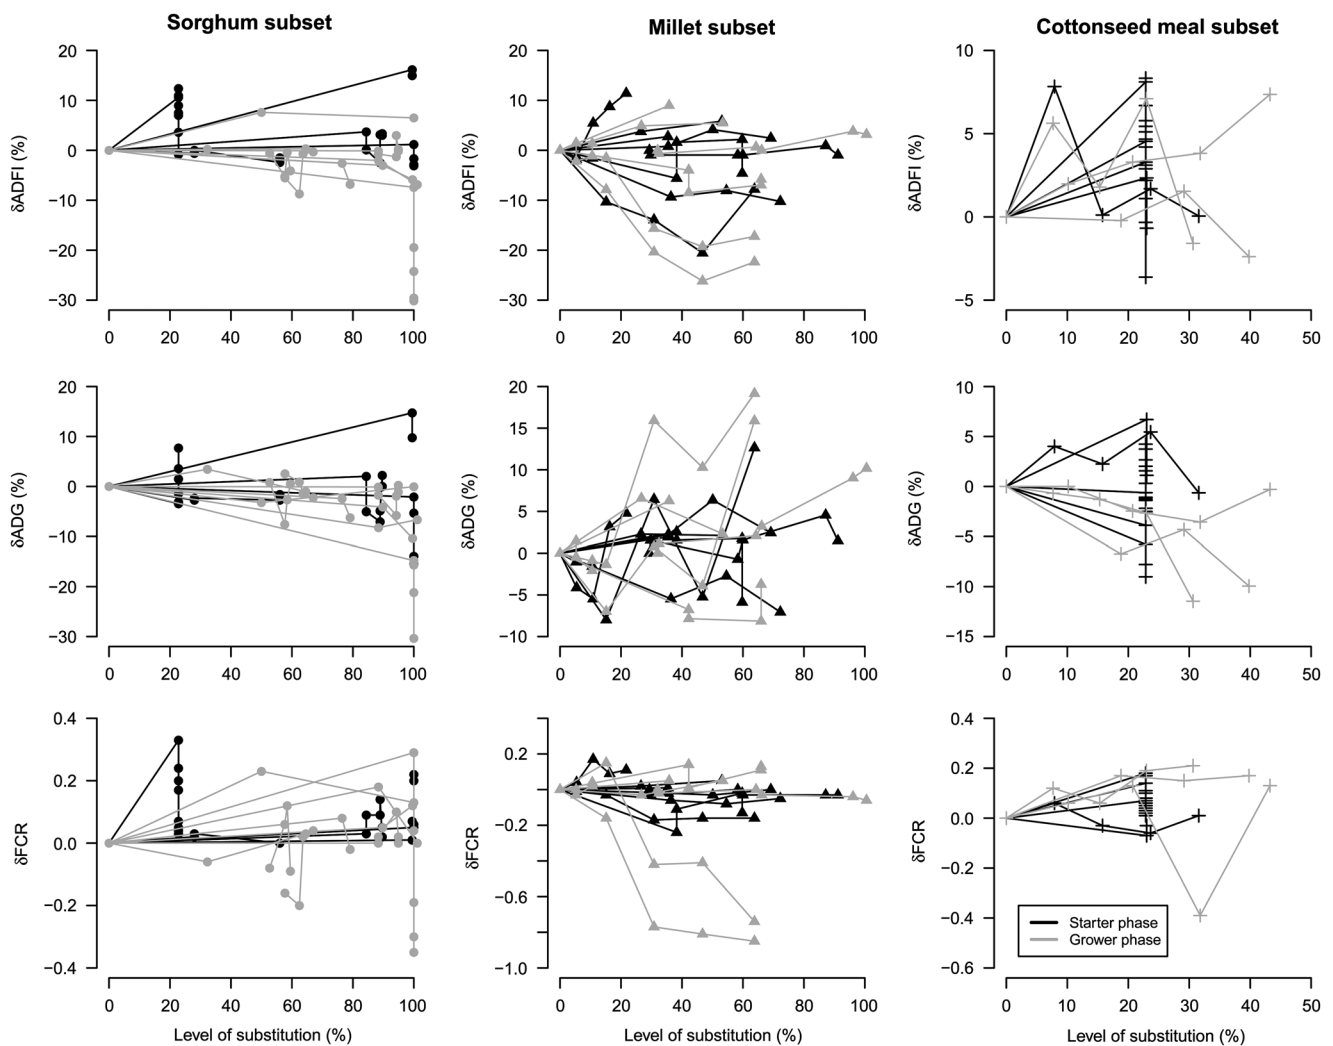 Sorghum subset
Millet subset
Cottonseed meal subset
δADFI (%)
20
10
0
−10
−20
−30
0 20 40 60 80 100
δADFI (%)
20
10
0
−10
−20
−30
0 20 40 60 80 100
δADFI (%)
10
5
0
−5
0 10 20 30 40 50
δADG (%)
20
10
0
−10
−20
−30
0 20 40 60 80 100
δADG (%)
20
15
10
5
0
−5
−10
0 20 40 60 80 100
δADG (%)
10
5
0
−5
−10
−15
0 10 20 30 40 50
δFCR
0.4
0.2
0.0
−0.2
−0.4
0 20 40 60 80 100
Level of substitution (%)
δFCR
0.2
−0.2
−0.6
−1.0
0 20 40 60 80 100
Level of substitution (%)
δFCR
0.4
0.2
0.0
−0.2
−0.4
−0.6
Starter phase
Grower phase
0 10 20 30 40 50
Level of substitution (%)